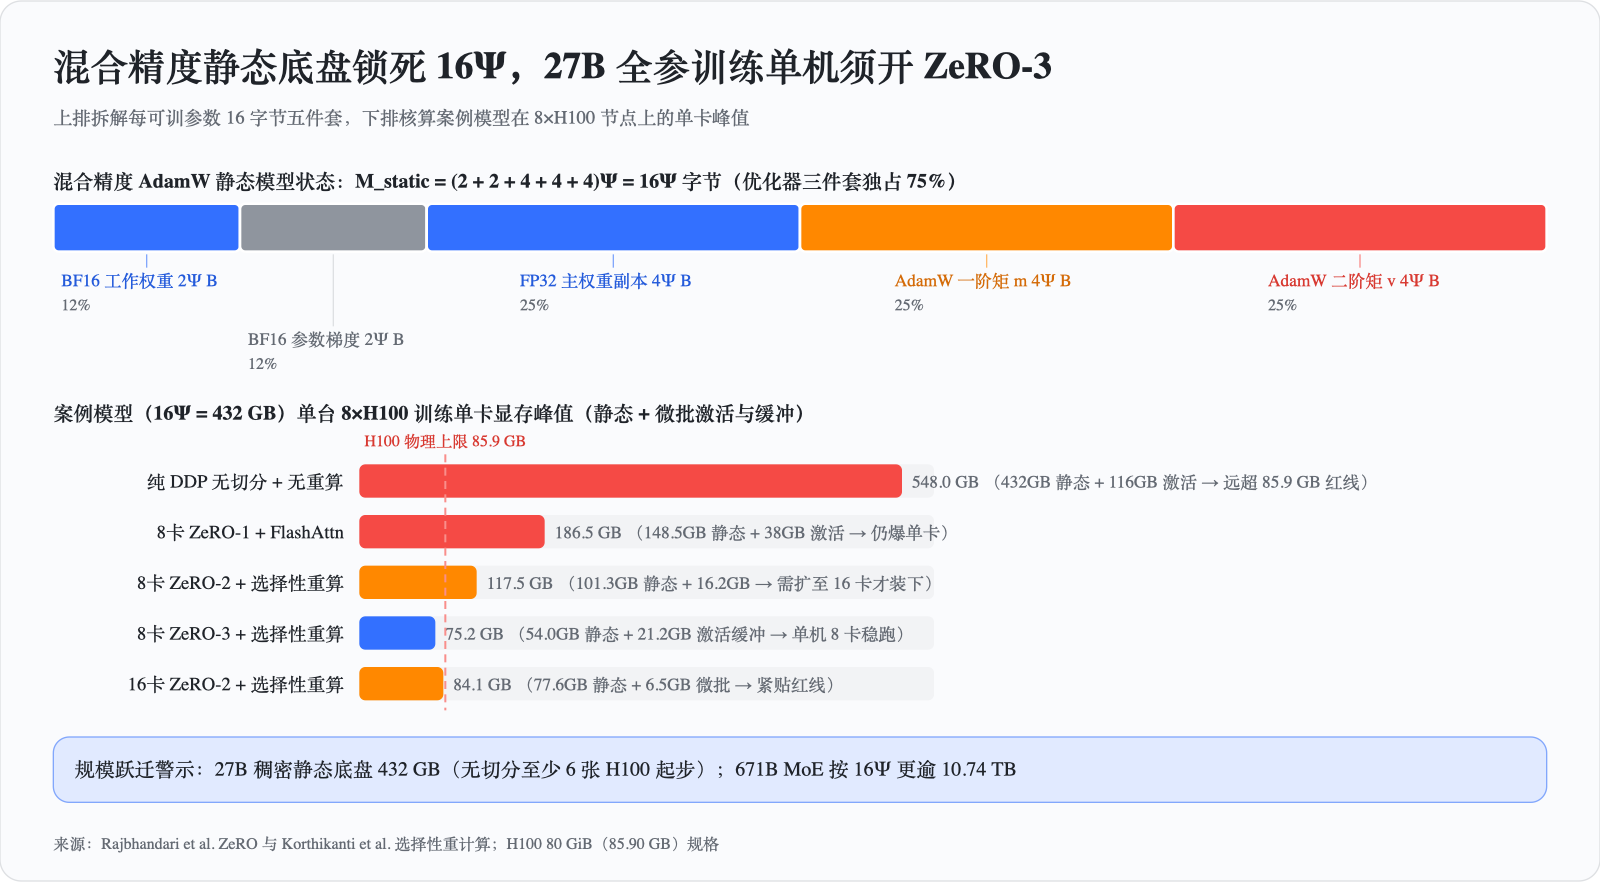 混合精度静态底盘锁死 16Ψ，27B 全参训练单机须开 ZeRO-3
上排拆解每可训参数 16 字节五件套，下排核算案例模型在 8×H100 节点上的单卡峰值
混合精度 AdamW 静态模型状态：M_static = (2 + 2 + 4 + 4 + 4)Ψ = 16Ψ 字节（优化器三件套独占 75%）
BF16 工作权重 2Ψ B
12%
BF16 参数梯度 2Ψ B
12%
FP32 主权重副本 4Ψ B
25%
AdamW 一阶矩 m 4Ψ B
25%
AdamW 二阶矩 v 4Ψ B
25%
案例模型（16Ψ = 432 GB）单台 8×H100 训练单卡显存峰值（静态 + 微批激活与缓冲）
H100 物理上限 85.9 GB
纯 DDP 无切分 + 无重算 548.0 GB （432GB 静态 + 116GB 激活 → 远超 85.9 GB 红线）
8卡 ZeRO-1 + FlashAttn 186.5 GB （148.5GB 静态 + 38GB 激活 → 仍爆单卡）
8卡 ZeRO-2 + 选择性重算 117.5 GB （101.3GB 静态 + 16.2GB → 需扩至 16 卡才装下）
8卡 ZeRO-3 + 选择性重算 75.2 GB （54.0GB 静态 + 21.2GB 激活缓冲 → 单机 8 卡稳跑）
16卡 ZeRO-2 + 选择性重算 84.1 GB （77.6GB 静态 + 6.5GB 微批 → 紧贴红线）
规模跃迁警示：27B 稠密静态底盘 432 GB（无切分至少 6 张 H100 起步）；671B MoE 按 16Ψ 更逾 10.74 TB
来源：Rajbhandari et al. ZeRO 与 Korthikanti et al. 选择性重计算；H100 80 GiB（85.90 GB）规格